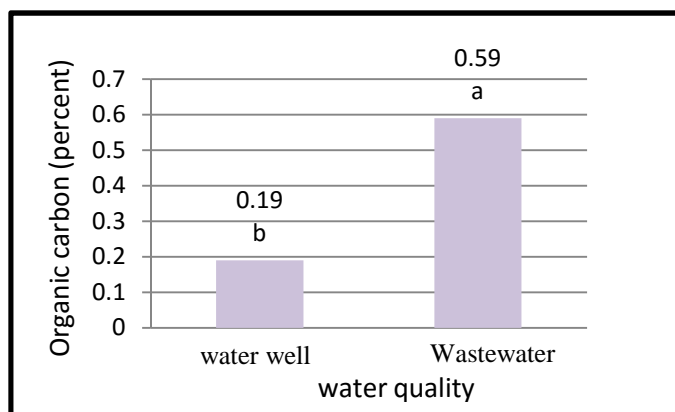 Organic carbon (percent)
0.7
0.6
0.5
0.4
0.3
0.2
0.1
0
0.19
b
0.59
a
water well
Wastewater
water quality